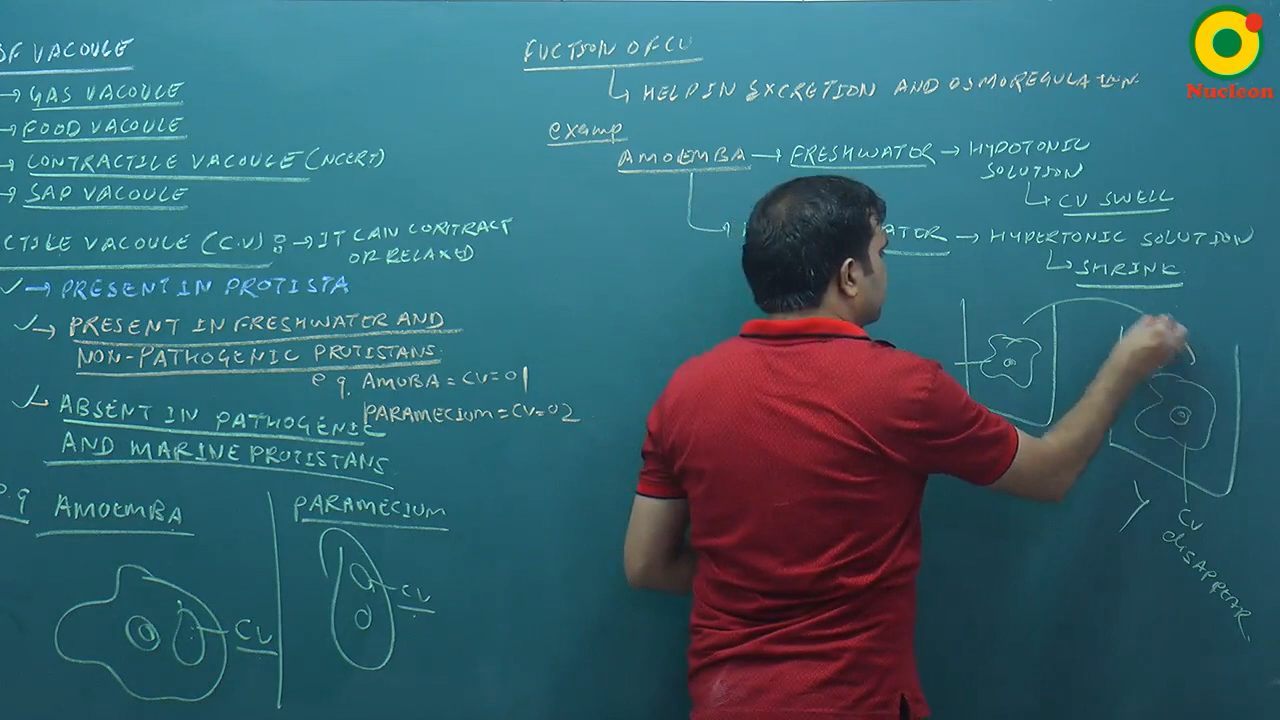 OF VACOULE
→ GAS VACOULE
→ FOOD VACOULE
→ CONTRACTILE VACOULE (NCERT)
→ SAP VACOULE
CTILE VACOULE (C.V) : → IT CAN CONTRACT
OR RELAXED
→ PRESENT IN PROTISTA
→ PRESENT IN FRESHWATER AND
NON-PATHOGENIC PROTISTANS
e g. AMOBA = CV = 01
PARAMECIUM = CV = 02
ABSENT IN PATHOGENIC
AND MARINE PROTISTANS
e.g AMOEMBA
CV
PARAMECIUM
CV
FUCTION OF CV
HELP IN EXCRETION AND OSMOREGULATION
examp
AMOEMBA → FRESHWATER → HYPOTONIC
SOLUTION
CV SWELL
ATER → HYPERTONIC SOLUTION
SHRINK
CV
DISAPPEAR
Nucleon